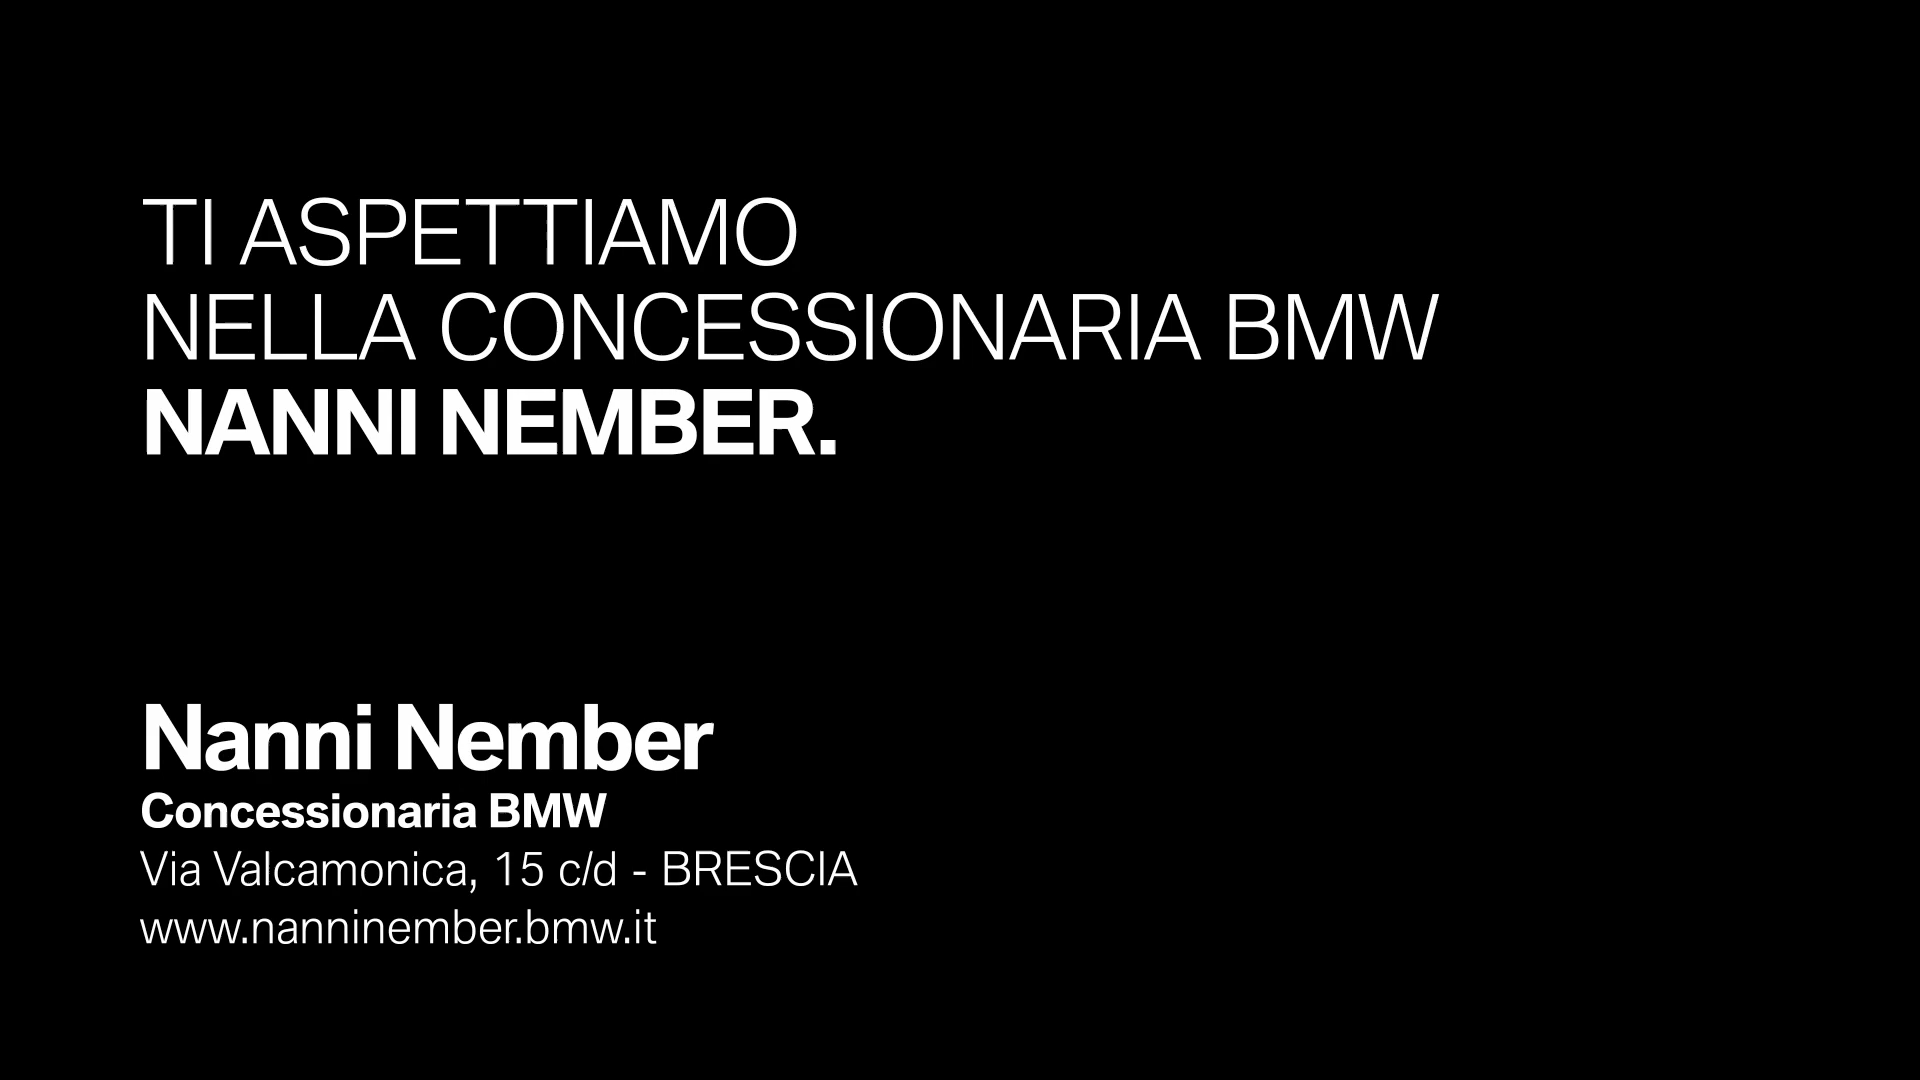 TI ASPETTIAMO
NELLA CONCESSIONARIA BMW
NANNI NEMBER.
Nanni Nember
Concessionaria BMW
Via Valcamonica, 15 c/d - BRESCIA
www.nanninember.bmw.it